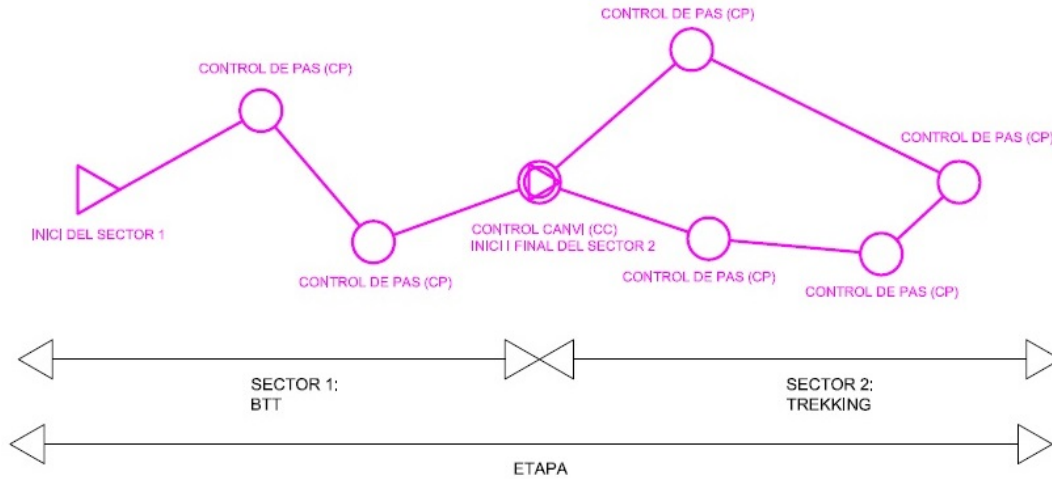 CONTROL DE PAS (CP)
CONTROL DE PAS (CP)
CONTROL DE PAS (CP)
INICI DEL SECTOR 1
CONTROL CANVI (CC)
INICI I FINAL DEL SECTOR 2
CONTROL DE PAS (CP)
CONTROL DE PAS (CP)
CONTROL DE PAS (CP)
SECTOR 1:
BTT
SECTOR 2:
TREKKING
ETAPA